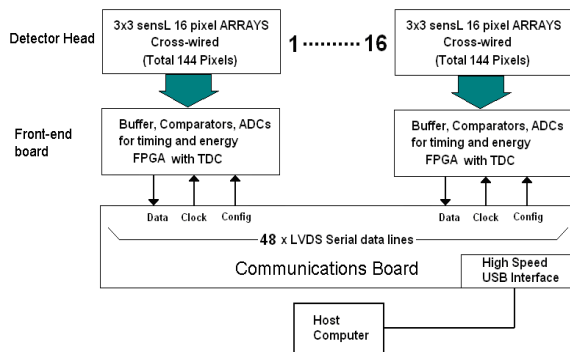 Detector Head
3x3 sensL 16 pixel ARRAYS
Cross-wired
(Total 144 Pixels)
1 ·········· 16
3x3 sensL 16 pixel ARRAYS
Cross-wired
(Total 144 Pixels)
Front-end
board
Buffer, Comparators, ADCs
for timing and energy
FPGA with TDC
Buffer, Comparators, ADCs
for timing and energy
FPGA with TDC
Data Clock Config
Data Clock Config
48 x LVDS Serial data lines
Communications Board
High Speed
USB Interface
Host
Computer